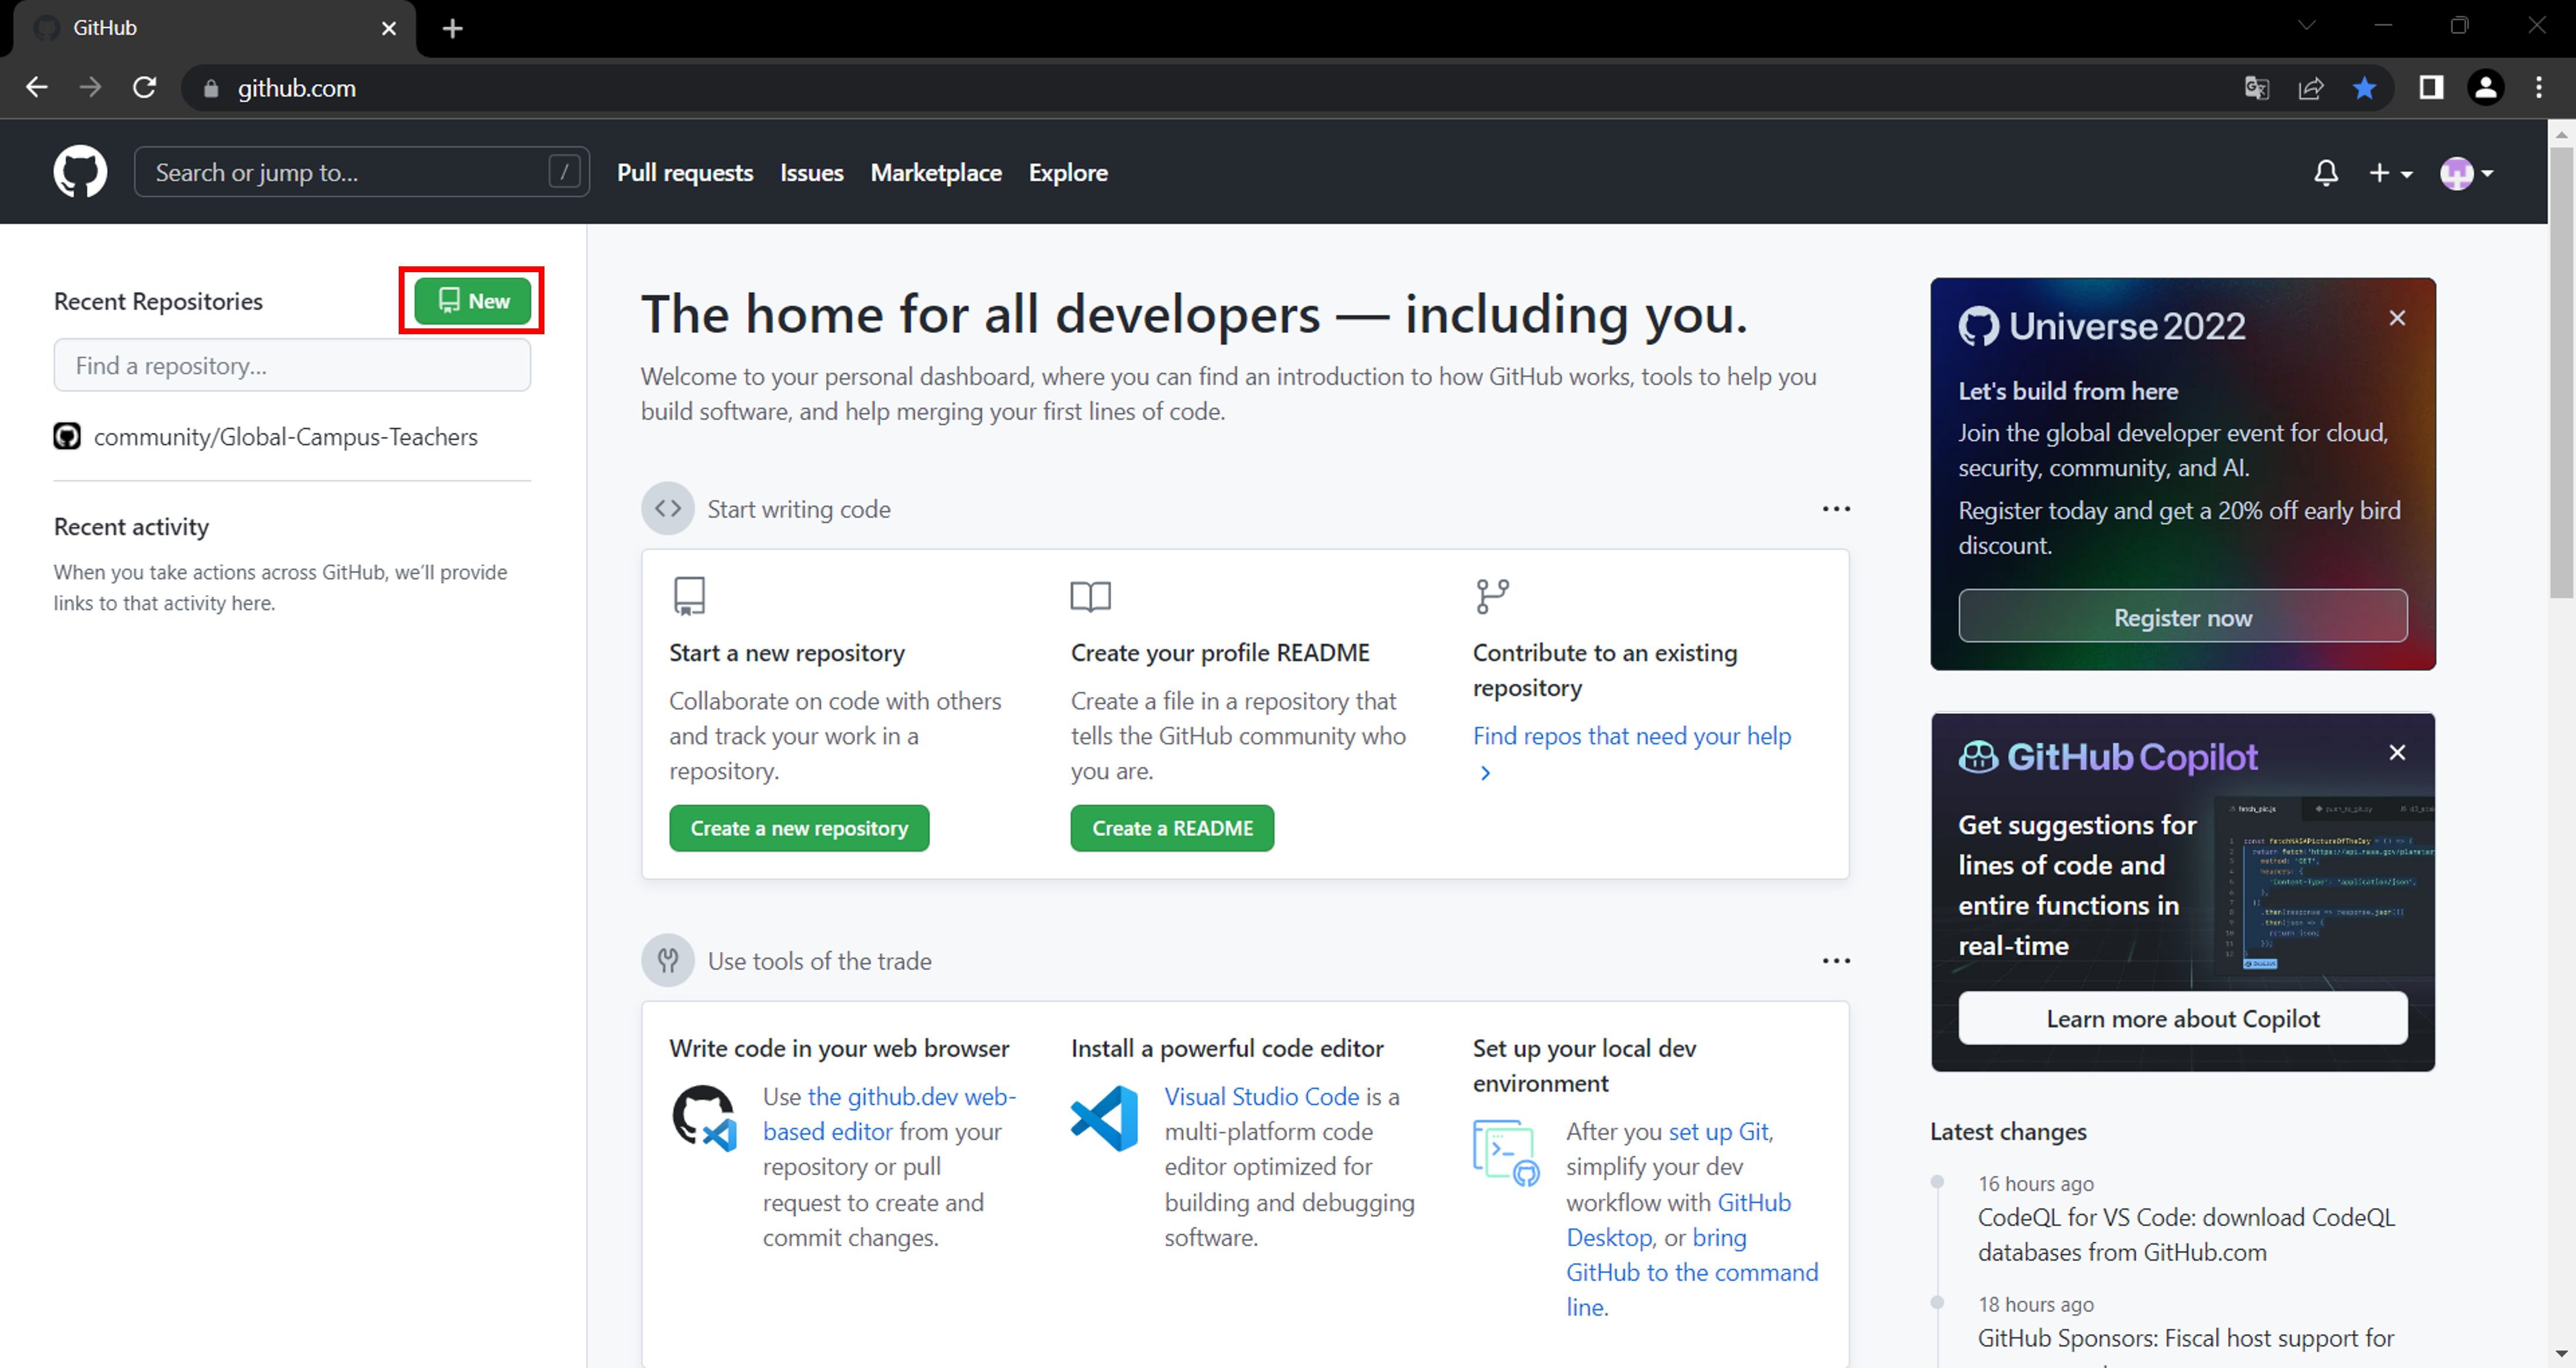 GitHub
github.com
Search or jump to...
/
Pull requests
Issues
Marketplace
Explore
Recent Repositories
New
Find a repository...
community/Global-Campus-Teachers
Recent activity
When you take actions across GitHub, we'll provide
links to that activity here.
The home for all developers — including you.
Welcome to your personal dashboard, where you can find an introduction to how GitHub works, tools to help you
build software, and help merging your first lines of code.
Start writing code
Start a new repository
Collaborate on code with others
and track your work in a
repository.
Create a new repository
Create your profile README
Create a file in a repository that
tells the GitHub community who
you are.
Create a README
Contribute to an existing
repository
Find repos that need your help
Use tools of the trade
Write code in your web browser
Use the github.dev web-
based editor from your
repository or pull
request to create and
commit changes.
Install a powerful code editor
Visual Studio Code is a
multi-platform code
editor optimized for
building and debugging
software.
Set up your local dev
environment
After you set up Git,
simplify your dev
workflow with GitHub
Desktop, or bring
GitHub to the command
line.
Universe 2022
Let's build from here
Join the global developer event for cloud,
security, community, and AI.
Register today and get a 20% off early bird
discount.
Register now
GitHub Copilot
Get suggestions for
lines of code and
entire functions in
real-time
fetch_pic.js
Learn more about Copilot
Latest changes
16 hours ago
CodeQL for VS Code: download CodeQL
databases from GitHub.com
18 hours ago
GitHub Sponsors: Fiscal host support for